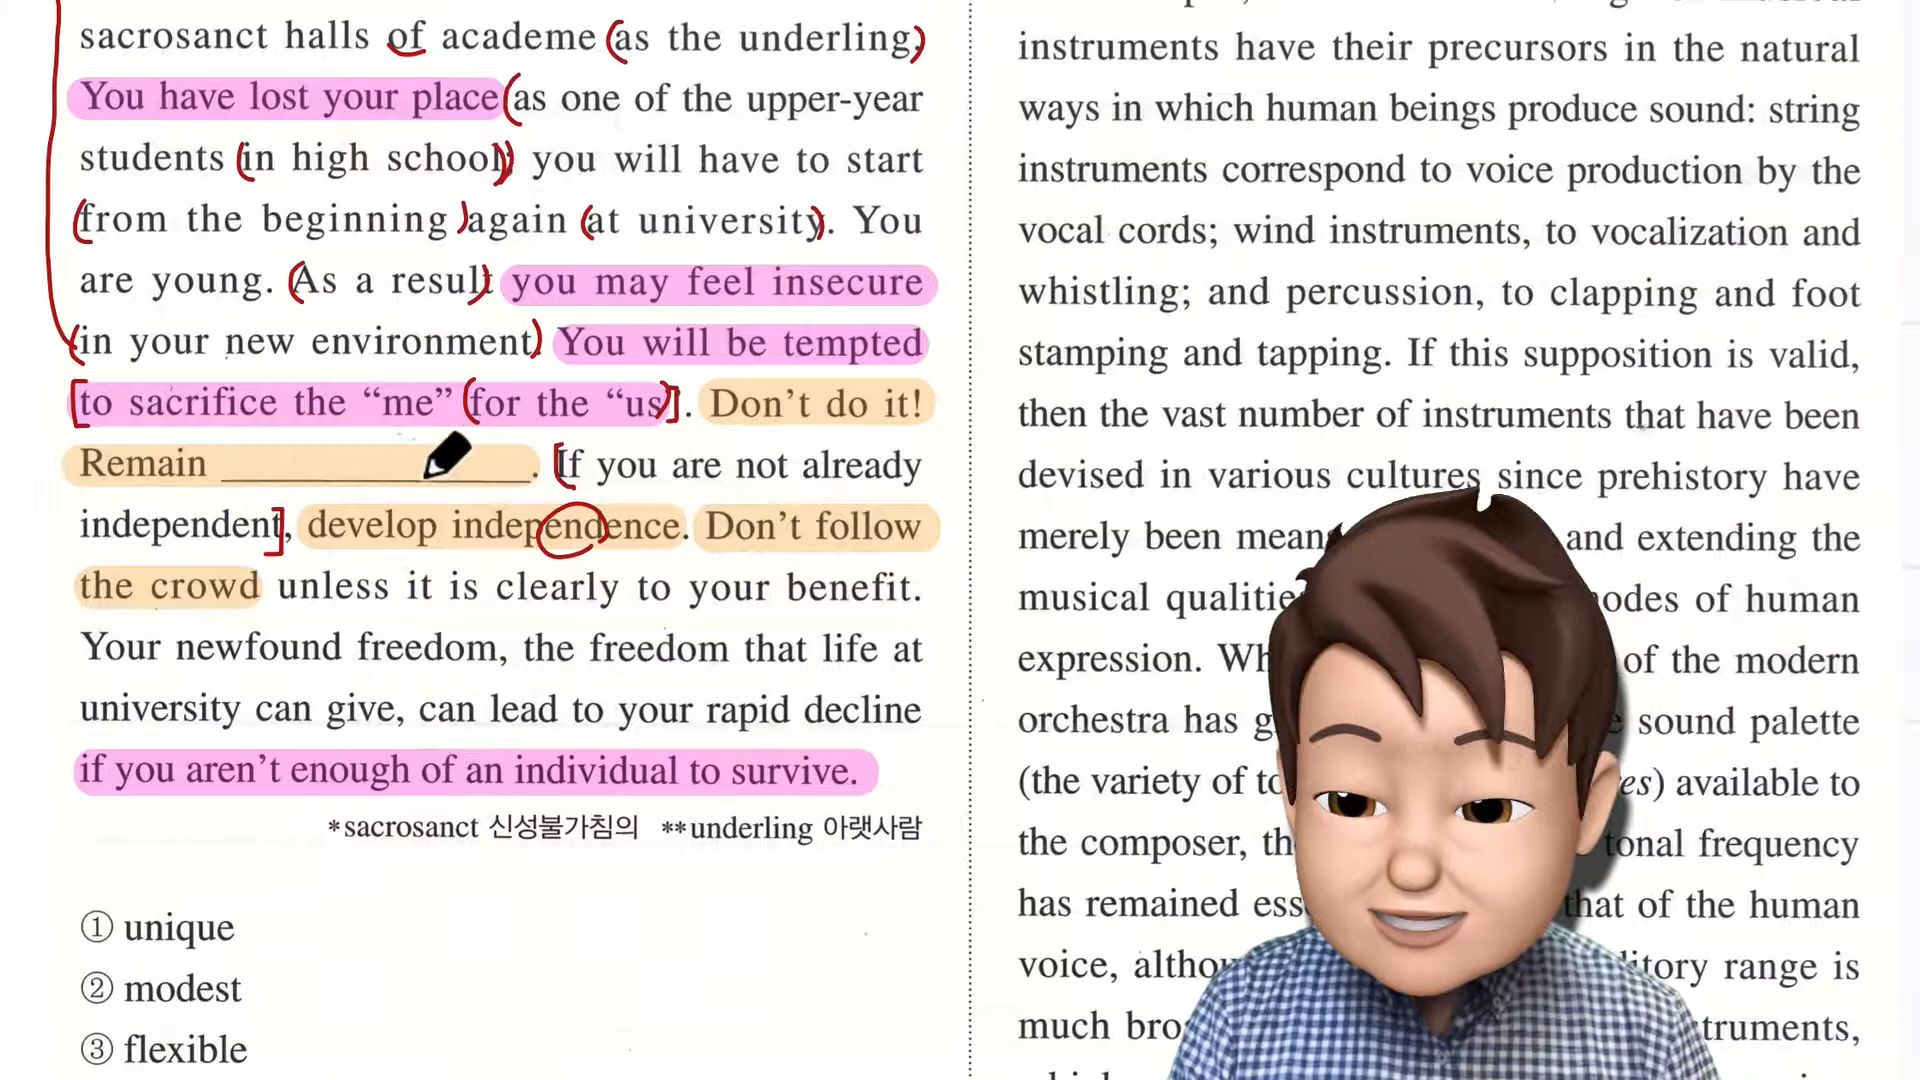 sacrosanct halls of academe as the underling.
You have lost your place as one of the upper-year
students in high school; you will have to start
from the beginning again at university. You
are young. As a result, you may feel insecure
in your new environment. You will be tempted
to sacrifice the “me” for the “us”. Don’t do it!
Remain ______________. If you are not already
independent, develop independence. Don’t follow
the crowd unless it is clearly to your benefit.
Your newfound freedom, the freedom that life at
university can give, can lead to your rapid decline
if you aren’t enough of an individual to survive.
*sacrosanct 신성불가침의 **underling 아랫사람
① unique
② modest
③ flexible
instruments have their precursors in the natural
ways in which human beings produce sound: string
instruments correspond to voice production by the
vocal cords; wind instruments, to vocalization and
whistling; and percussion, to clapping and foot
stamping and tapping. If this supposition is valid,
then the vast number of instruments that have been
devised in various cultures since prehistory have
merely been and extending the
musical of human
expression. of the modern
orchestra has sound palette
(the variety of available to
the composer, tonal frequency
has remained that of the human
voice, range is
much